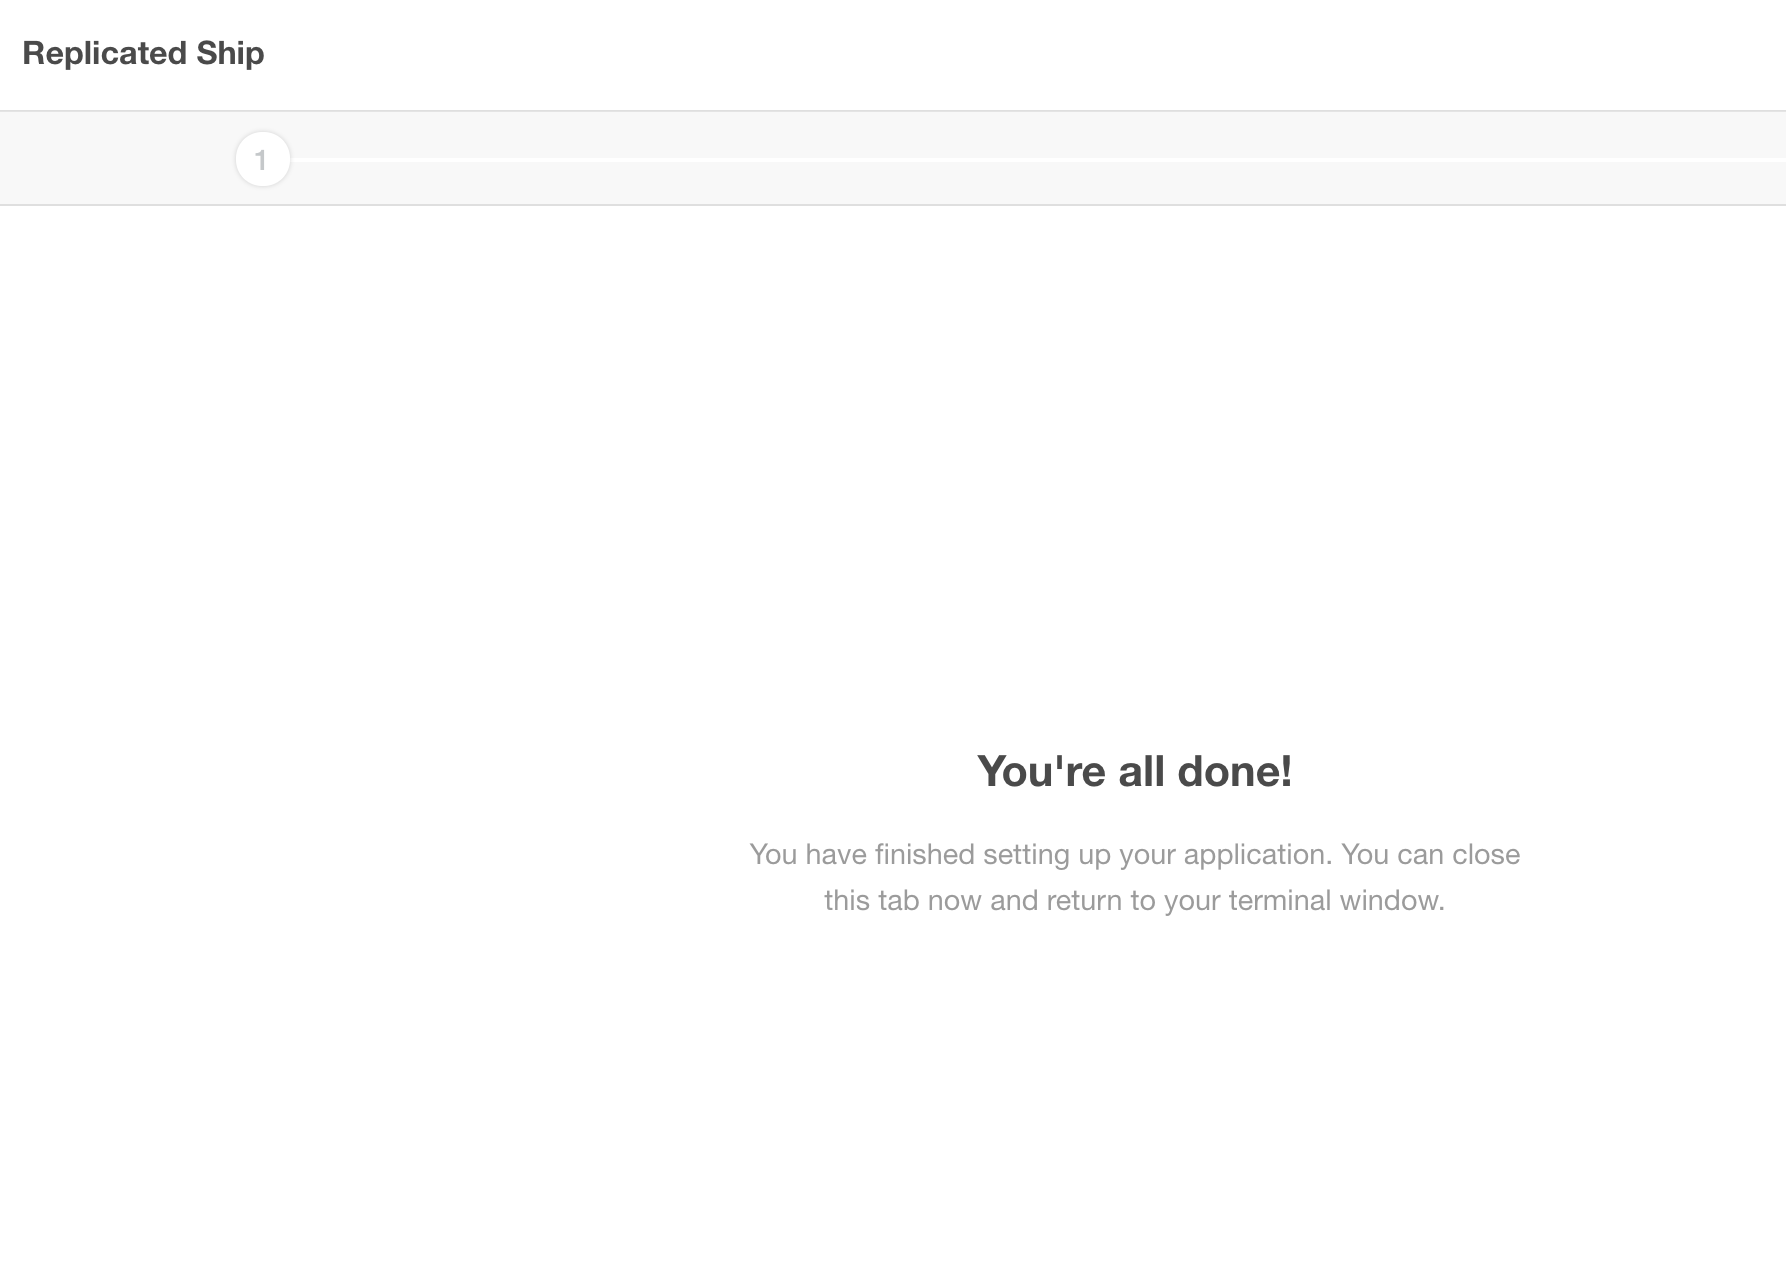 Replicated Ship
1
You're all done!
You have finished setting up your application. You can close
this tab now and return to your terminal window.